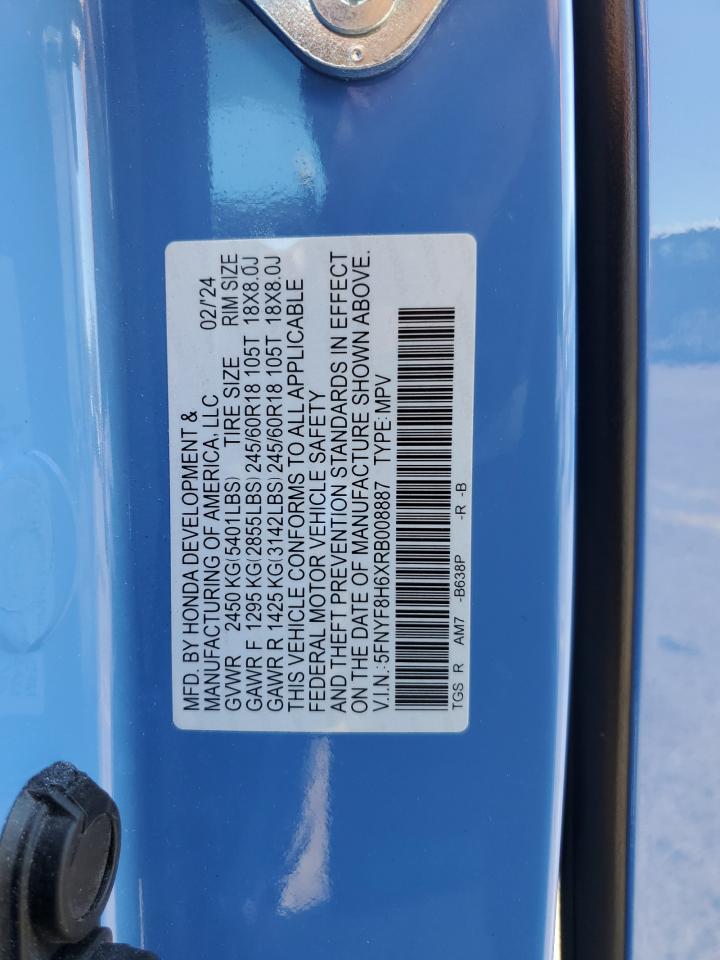 MFD. BY HONDA DEVELOPMENT &
MANUFACTURING OF AMERICA, LLC 02/'24
GVWR 2450 KG(5401LBS) TIRE SIZE RIM SIZE
GAWR F 1295 KG(2855LBS) 245/60R18 105T 18X8.0J
GAWR R 1425 KG(3142LBS) 245/60R18 105T 18X8.0J
THIS VEHICLE CONFORMS TO ALL APPLICABLE
FEDERAL MOTOR VEHICLE SAFETY
AND THEFT PREVENTION STANDARDS IN EFFECT
ON THE DATE OF MANUFACTURE SHOWN ABOVE.
V.I.N.: 5FNYF8H6XRB008887 TYPE: MPV
TGS R AM7 -B638P -R -B